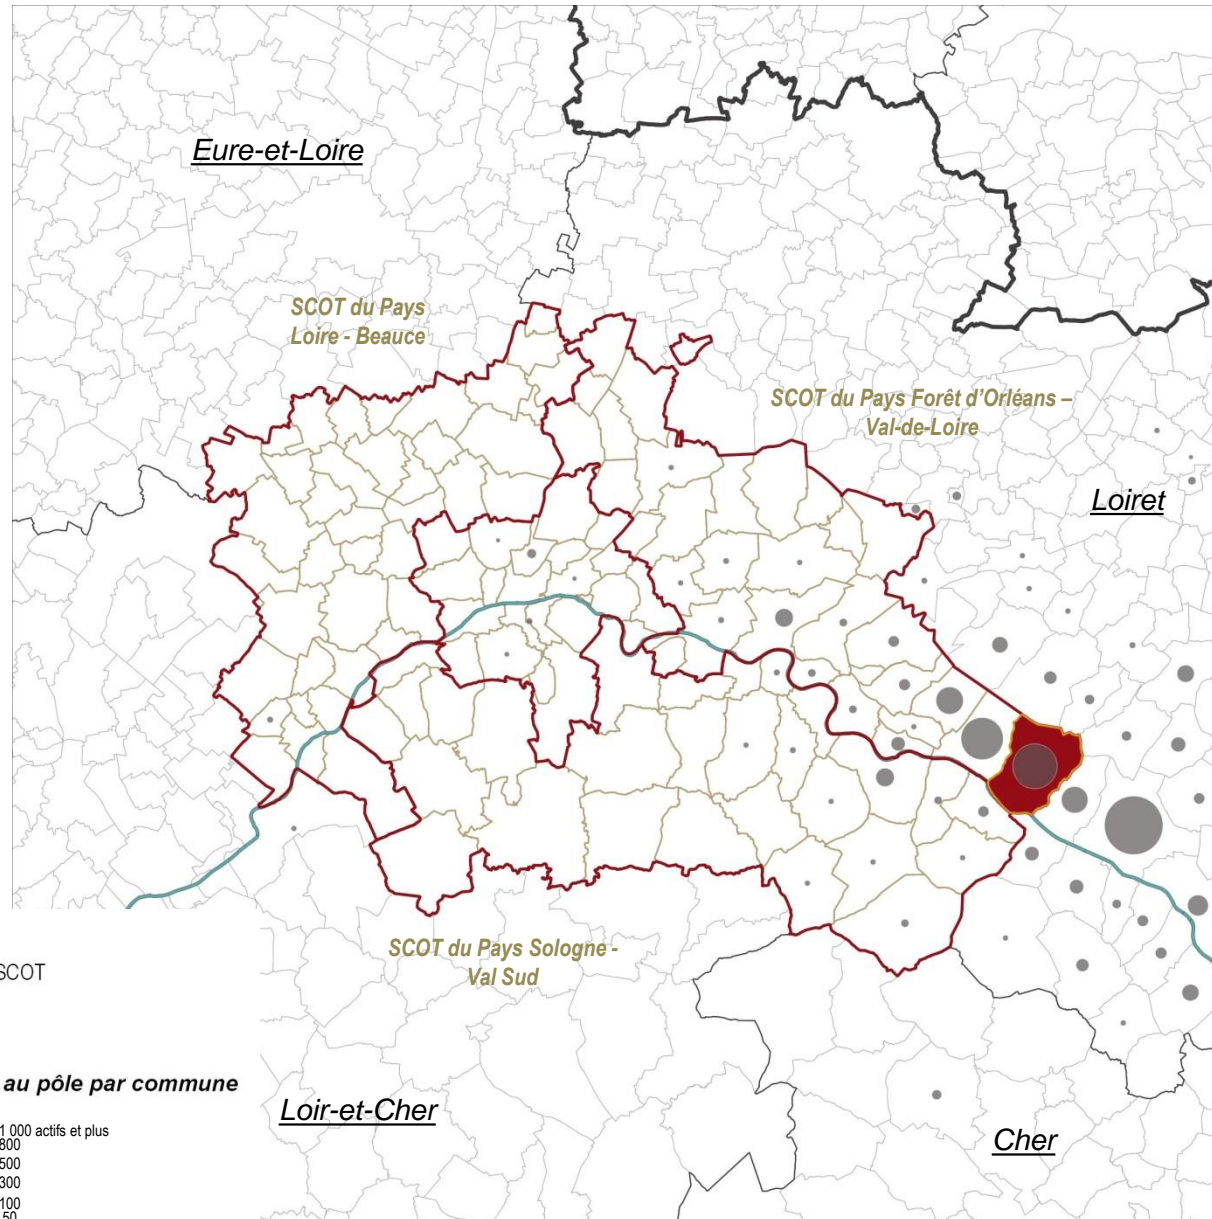 Eure-et-Loire
SCOT du Pays
Loire - Beauce
SCOT du Pays Forêt d'Orléans –
Val-de-Loire
Loiret
SCOT du Pays Sologne -
Val Sud
SCOT
au pôle par commune
Loir-et-Cher
Cher
1 000 actifs et plus
800
500
300
100
50